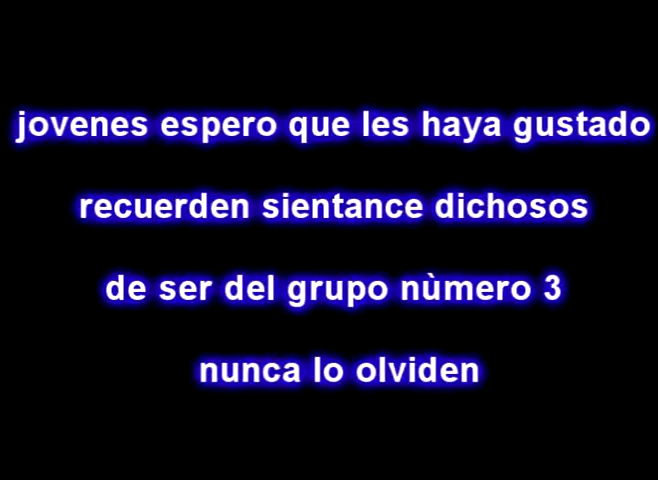 jovenes espero que les haya gustado
recuerden sientance dichosos
de ser del grupo nùmero 3
nunca lo olviden